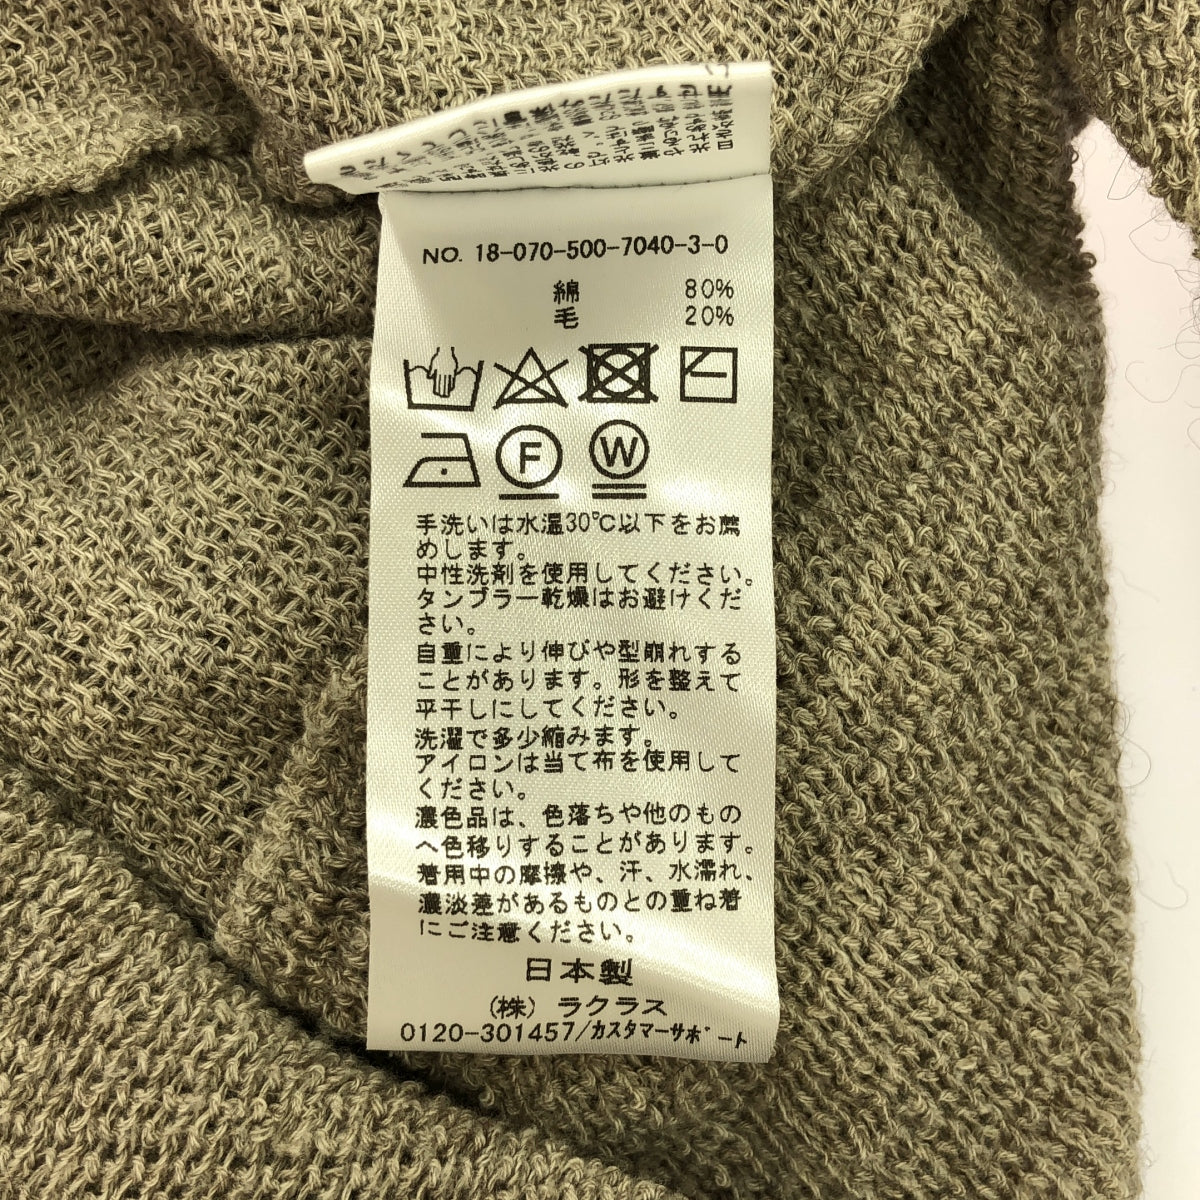 NO. 18-070-500-7040-3-0
綿 80%
毛 20%
F W
手洗いは水温30℃以下をお薦
めします。
中性洗剤を使用してください。
タンブラー乾燥はお避けくだ
さい。
自重により伸びや型崩れする
ことがあります。形を整えて
平干しにしてください。
洗濯で多少縮みます。
アイロンは当て布を使用して
ください。
濃色品は、色落ちや他のもの
へ色移りすることがあります。
着用中の摩擦や、汗、水濡れ、
濃淡差があるものとの重ね着
にご注意ください。
日本製
(株) ラクラス
0120-301457/カスタマーサポート